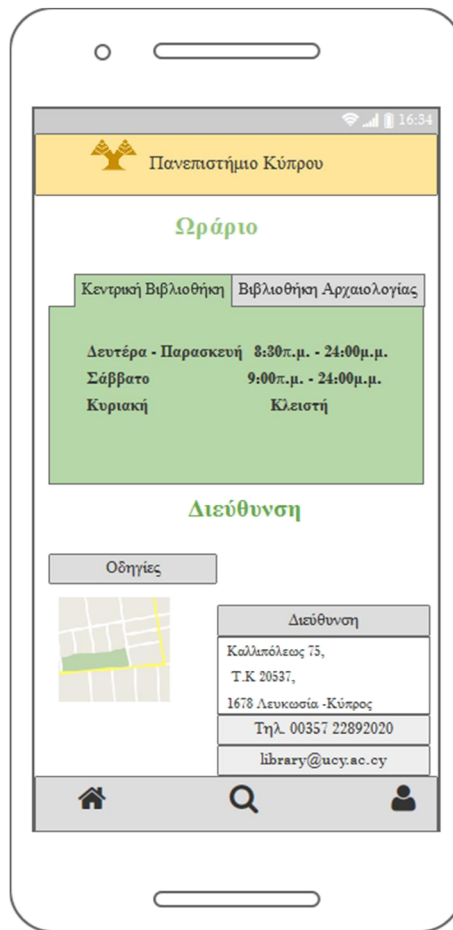 16:34
Πανεπιστήμιο Κύπρου
Ωράριο
Κεντρική Βιβλιοθήκη Βιβλιοθήκη Αρχαιολογίας
Δευτέρα - Παρασκευή 8:30π.μ. - 24:00μ.μ.
Σάββατο 9:00π.μ. - 24:00μ.μ.
Κυριακή Κλειστή
Διεύθυνση
Οδηγίες
Διεύθυνση
Καλλιπόλεως 75,
Τ.Κ 20537,
1678 Λευκωσία -Κύπρος
Τηλ. 00357 22892020
library@ucy.ac.cy